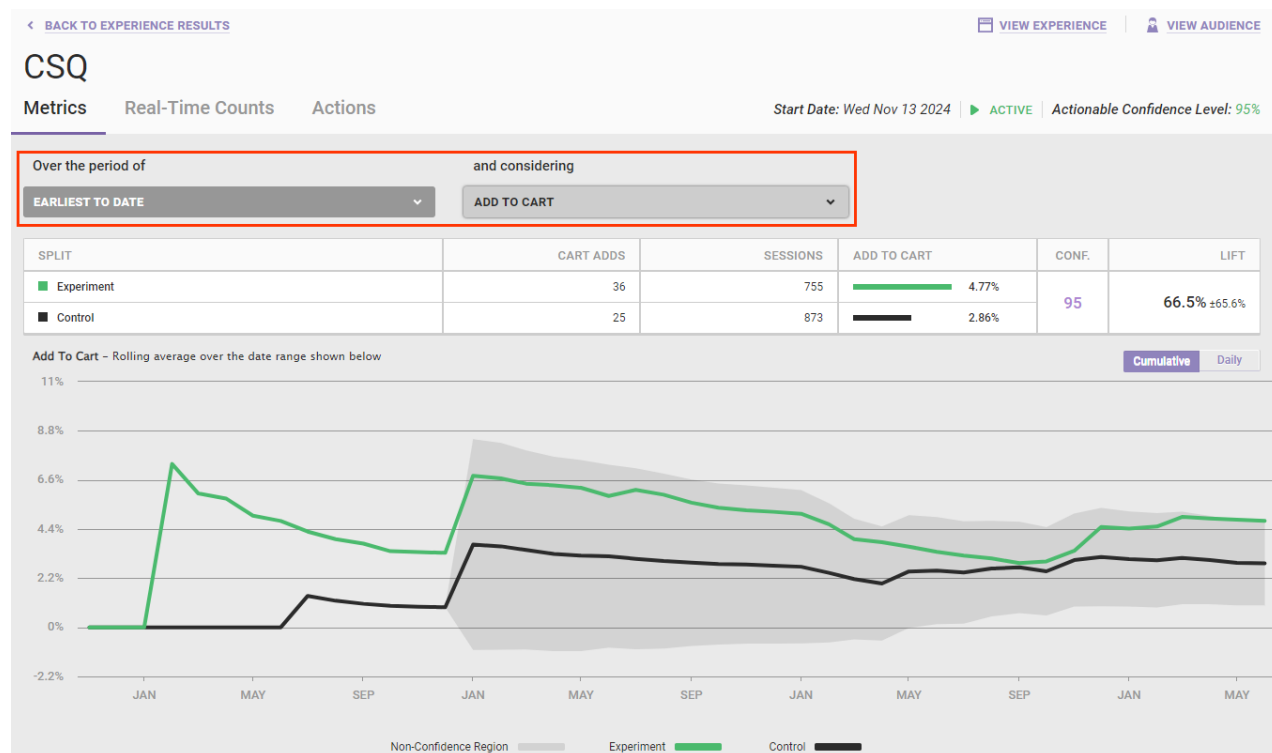 BACK TO EXPERIENCE RESULTS
VIEW EXPERIENCE
VIEW AUDIENCE
CSQ
Metrics Real-Time Counts Actions
Start Date: Wed Nov 13 2024 ACTIVE Actionable Confidence Level: 95%
Over the period of and considering
EARLIEST TO DATE ADD TO CART
SPLIT CART ADDS SESSIONS ADD TO CART CONF. LIFT
Experiment 36 755 4.77%
95 66.5% ±65.6%
Control 25 873 2.86%
Add To Cart – Rolling average over the date range shown below
Cumulative Daily
11%
8.8%
6.6%
4.4%
2.2%
0%
-2.2%
JAN MAY SEP JAN MAY SEP JAN MAY SEP JAN MAY
Non-Confidence Region Experiment Control